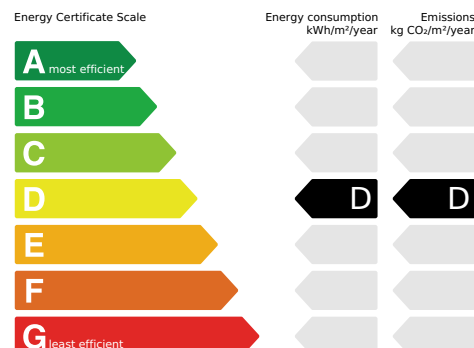 Energy Certificate Scale
Energy consumption
kWh/m²/year
Emissions
kg CO₂/m²/year
A most efficient
B
C
D D D
E
F
G least efficient